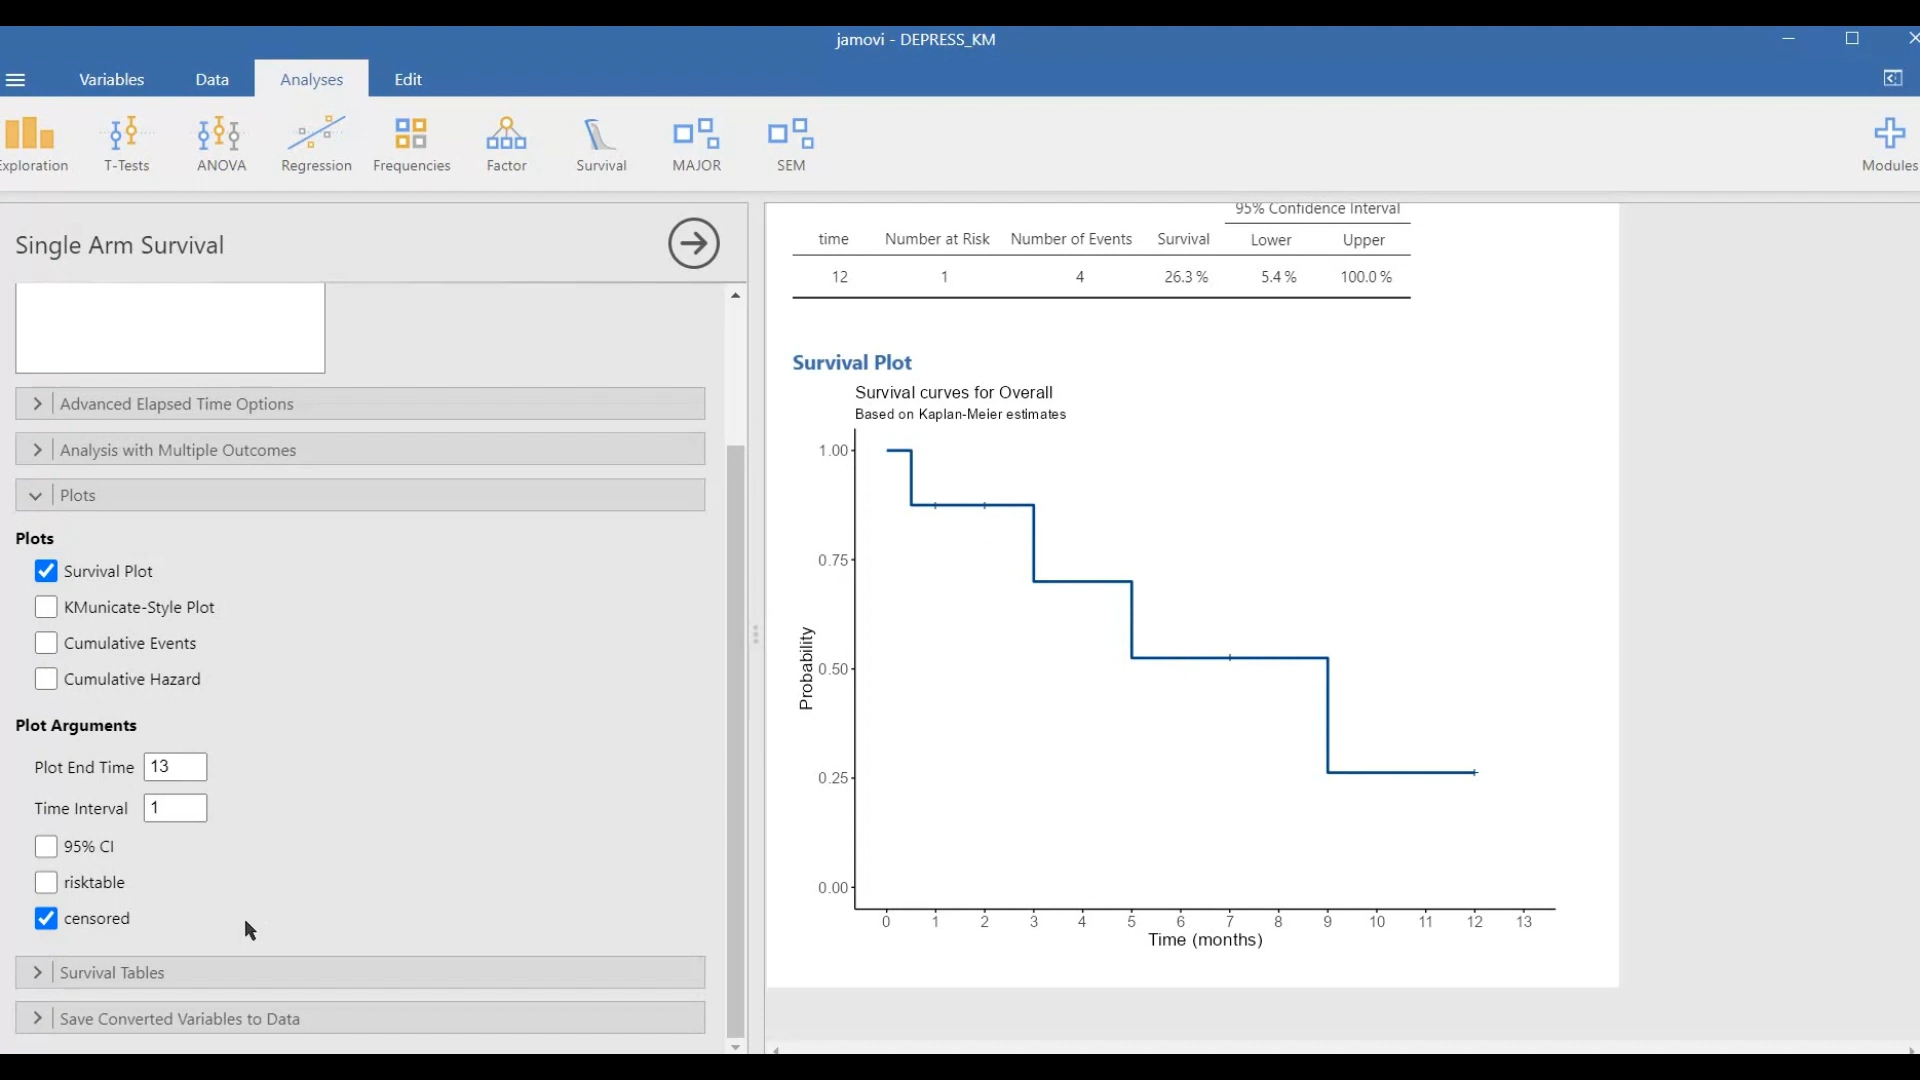 jamovi - DEPRESS_KM
Variables Data Analyses Edit
Exploration T-Tests ANOVA Regression Frequencies Factor Survival MAJOR SEM Modules
Single Arm Survival
Advanced Elapsed Time Options
Analysis with Multiple Outcomes
Plots
Plots
Survival Plot
KMunicate-Style Plot
Cumulative Events
Cumulative Hazard
Plot Arguments
Plot End Time 13
Time Interval 1
95% CI
risktable
censored
Survival Tables
Save Converted Variables to Data
95% Confidence Interval
time Number at Risk Number of Events Survival Lower Upper
12 1 4 26.3 % 5.4 % 100.0 %
Survival Plot
Survival curves for Overall
Based on Kaplan-Meier estimates
1.00
0.75
0.50
0.25
0.00
Probability
0 1 2 3 4 5 6 7 8 9 10 11 12 13
Time (months)